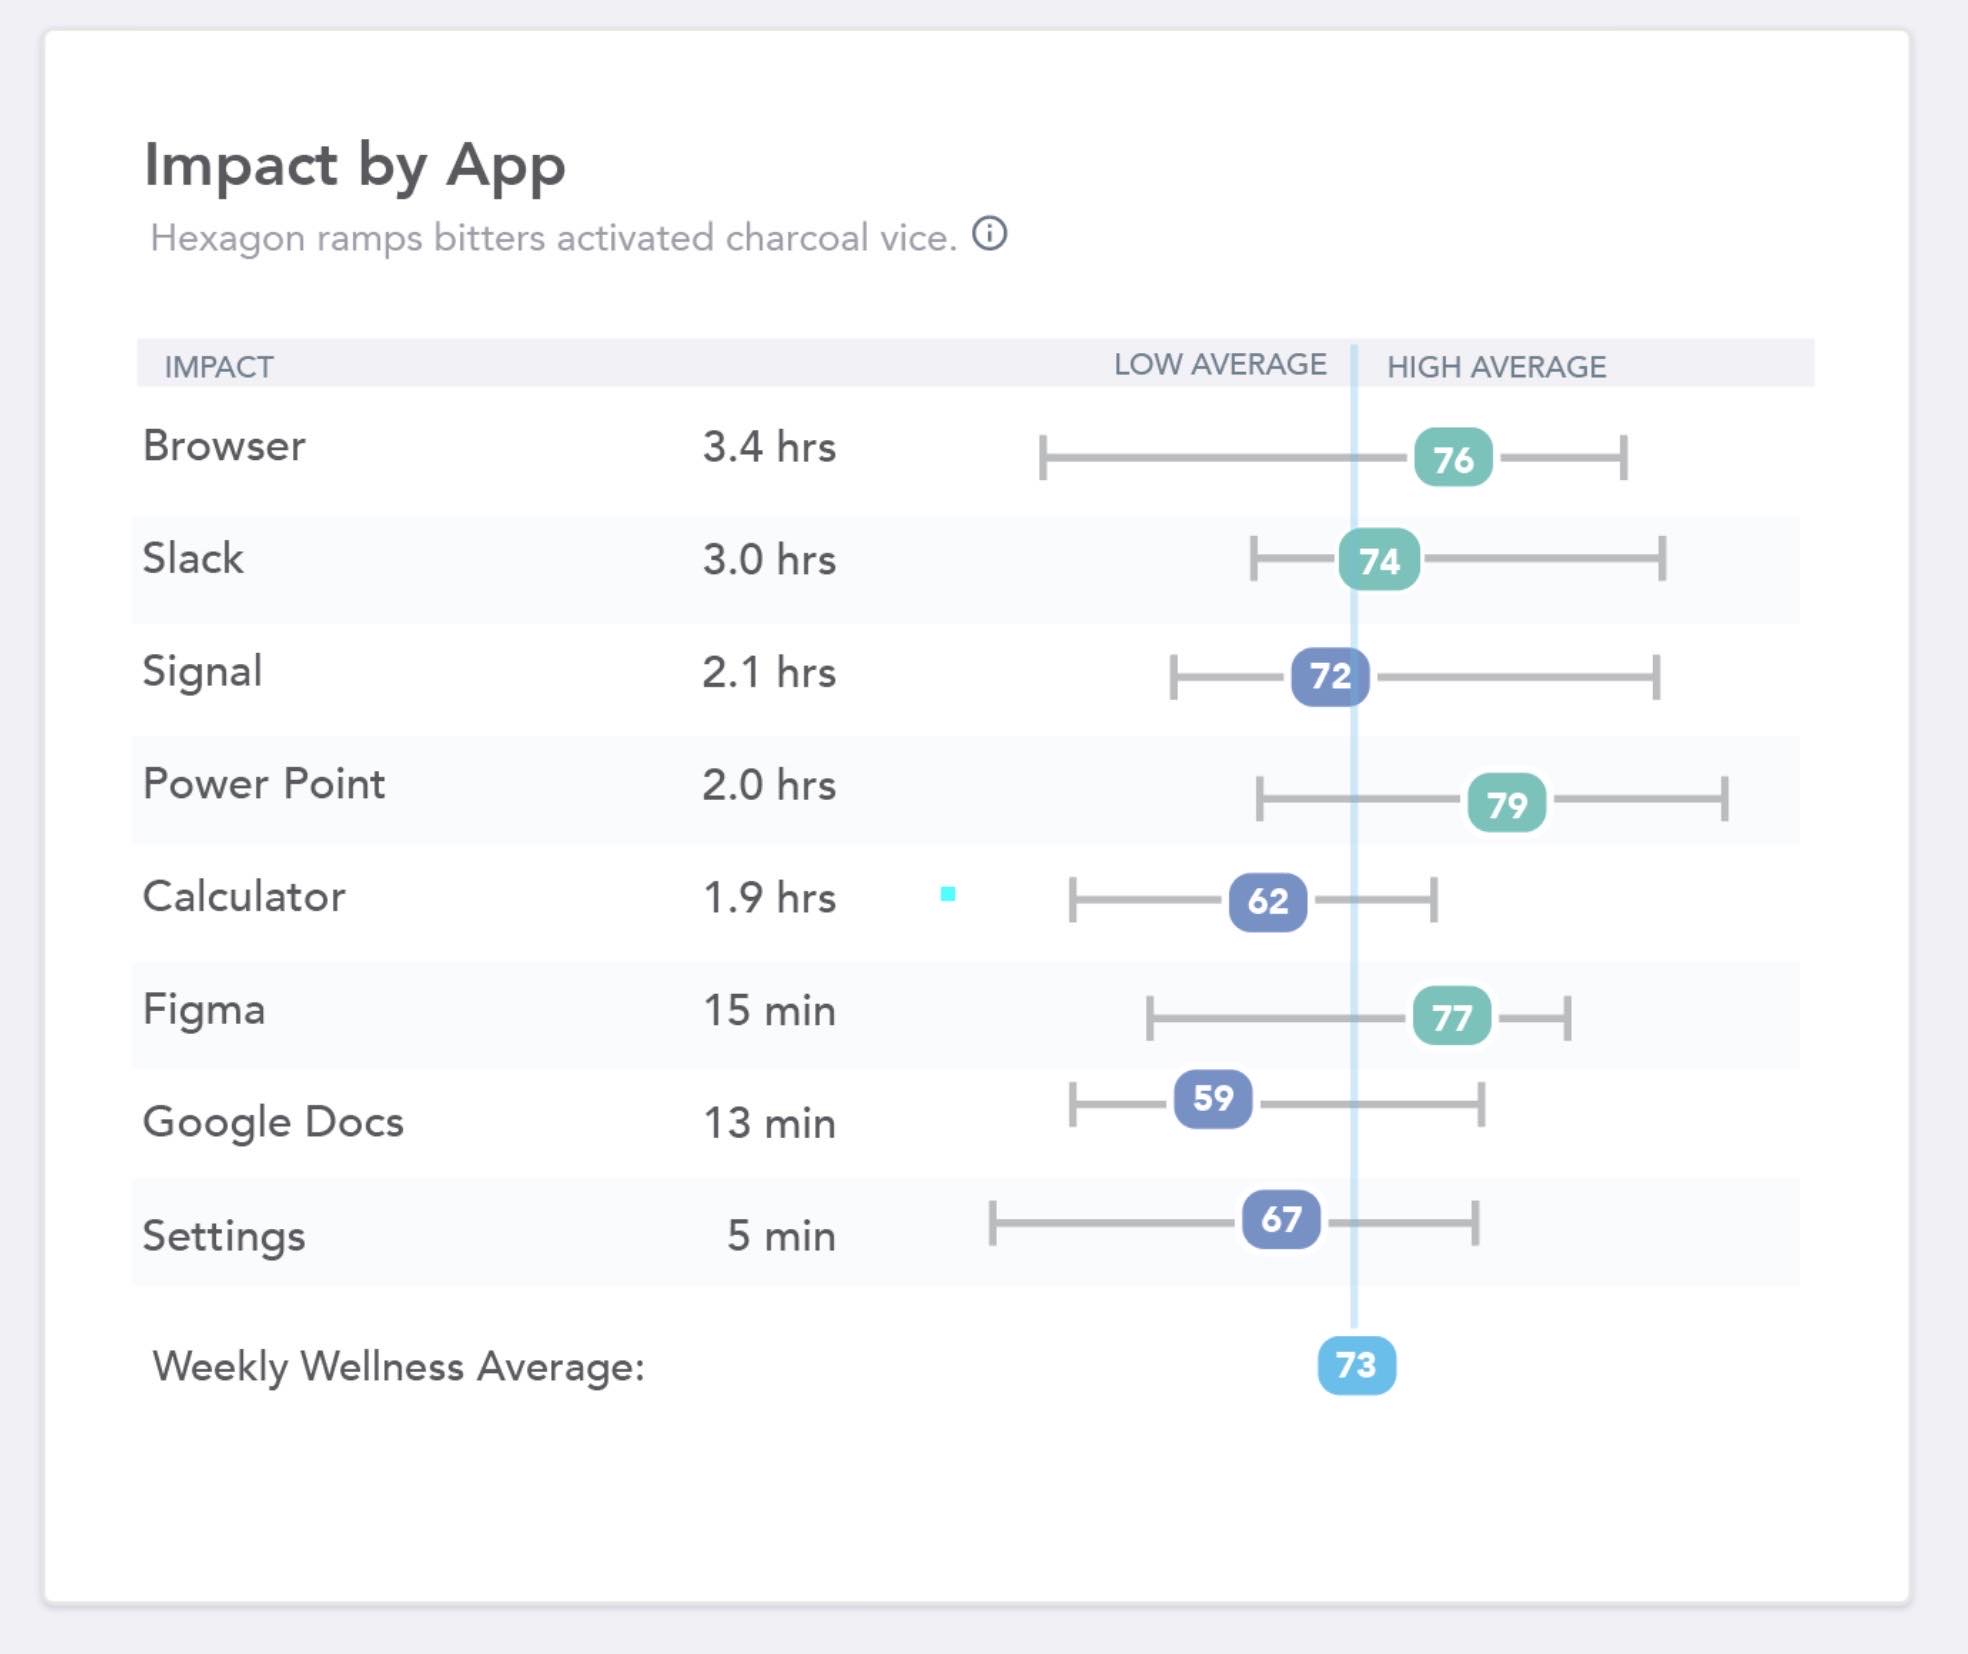 Impact by App
Hexagon ramps bitters activated charcoal vice.
IMPACT LOW AVERAGE HIGH AVERAGE
Browser 3.4 hrs 76
Slack 3.0 hrs 74
Signal 2.1 hrs 72
Power Point 2.0 hrs 79
Calculator 1.9 hrs 62
Figma 15 min 77
Google Docs 13 min 59
Settings 5 min 67
Weekly Wellness Average: 73